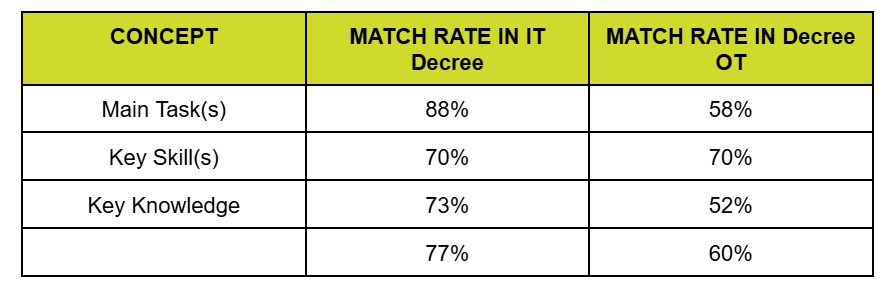 CONCEPT
MATCH RATE IN IT
Decree
MATCH RATE IN Decree
OT
Main Task(s)
88%
58%
Key Skill(s)
70%
70%
Key Knowledge
73%
52%
77%
60%